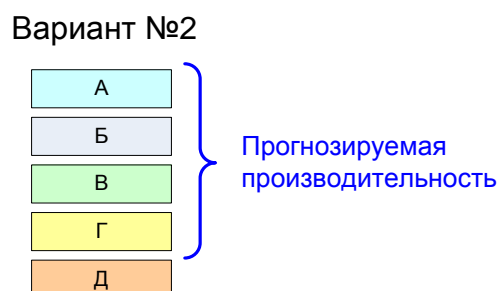 Вариант №2
А
Б
В
Г
Д
Прогнозируемая
производительность